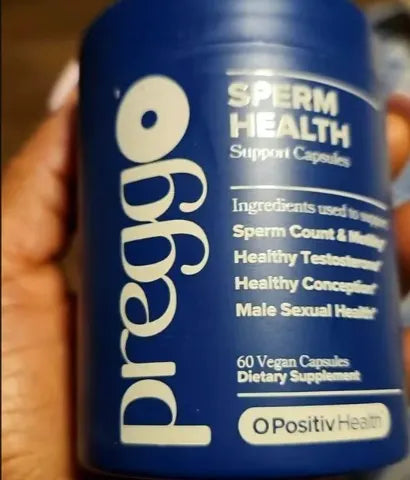 preggo
SPERM
HEALTH
Support Capsules
Ingredients used to support
Sperm Count & Motility*
Healthy Testosterone*
Healthy Conception*
Male Sexual Health*
60 Vegan Capsules
Dietary Supplement
OPositivHealth